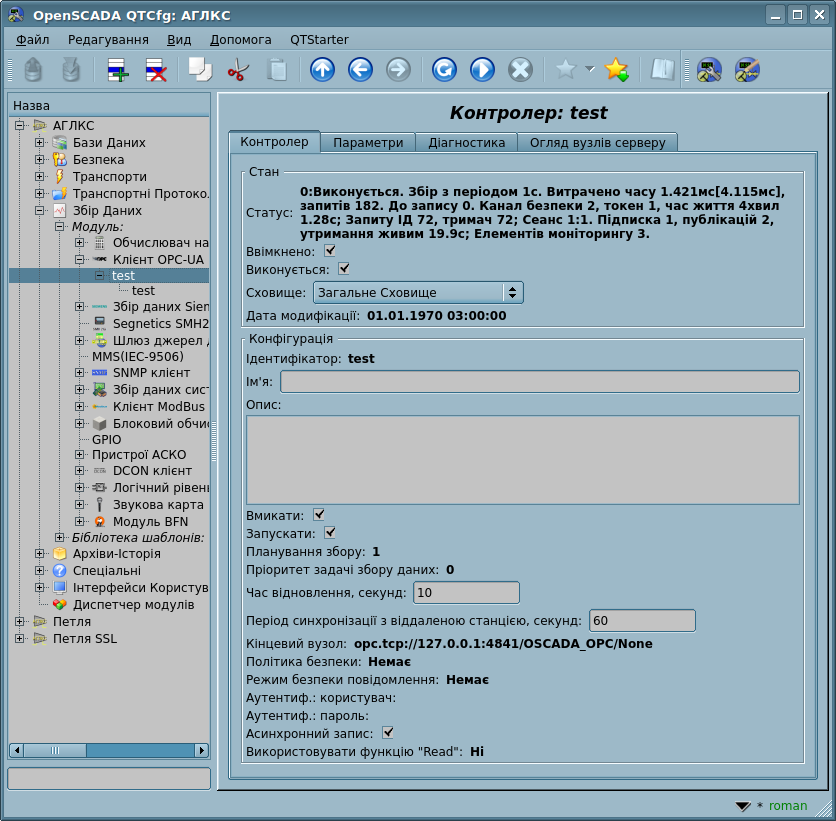 OpenSCADA QTCfg: АГЛКС
Файл Редагування Вид Допомога QTStarter
Назва
АГЛКС
Бази Даних
Безпека
Транспорти
Транспортні Протоко.
Збір Даних
Модуль:
Обчислювач на
Клієнт OPC-UA
test
test
Збір даних Sien
Segnetics SMH2
Шлюз джерел д
MMS(IEC-9506)
SNMP клієнт
Збір даних сист
Клієнт ModBus
Блоковий обчис
GPIO
Пристрої АСКО
DCON клієнт
Логічний рівень
Звукова карта
Модуль BFN
Бібліотека шаблонів:
Архіви-Історія
Спеціальні
Інтерфейси Користув
Диспетчер модулів
Петля
Петля SSL
Контролер: test
Контролер Параметри Діагностика Огляд вузлів серверу
Стан
Статус: 0:Виконується. Збір з періодом 1с. Витрачено часу 1.421мс[4.115мс],
запитів 182. До запису 0. Канал безпеки 2, токен 1, час життя 4хвил
1.28с; Запиту ІД 72, тримач 72; Сеанс 1:1. Підписка 1, публікацій 2,
утримання живим 19.9с; Елементів моніторингу 3.
Ввімкнено:
Виконується:
Сховище: Загальне Сховище
Дата модифікації: 01.01.1970 03:00:00
Конфігурація
Ідентифікатор: test
Ім'я:
Опис:
Вмикати:
Запускати:
Планування збору: 1
Пріоритет задачі збору даних: 0
Час відновлення, секунд: 10
Період синхронізації з віддаленою станцією, секунд: 60
Кінцевий вузол: opc.tcp://127.0.0.1:4841/OSCADA_OPC/None
Політика безпеки: Немає
Режим безпеки повідомлення: Немає
Аутентиф.: користувач:
Аутентиф.: пароль:
Асинхронний запис:
Використовувати функцію "Read": Ні
* roman